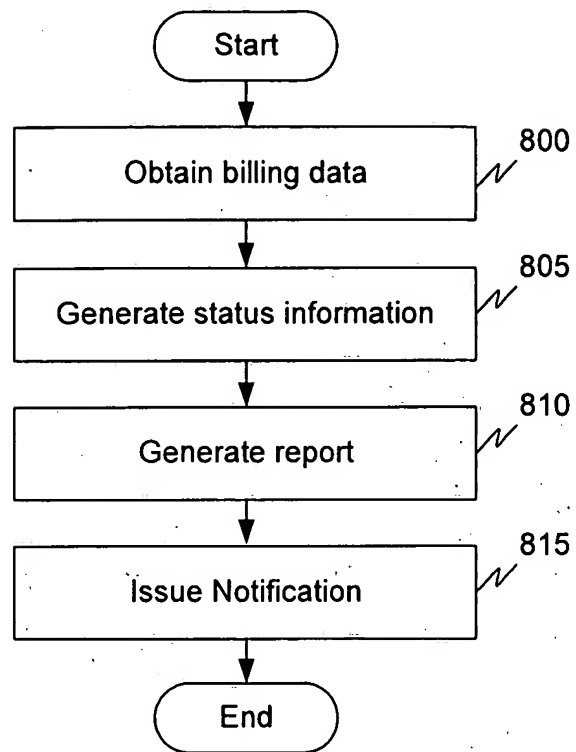 Start
800
Obtain billing data
805
Generate status information
810
Generate report
815
Issue Notification
End